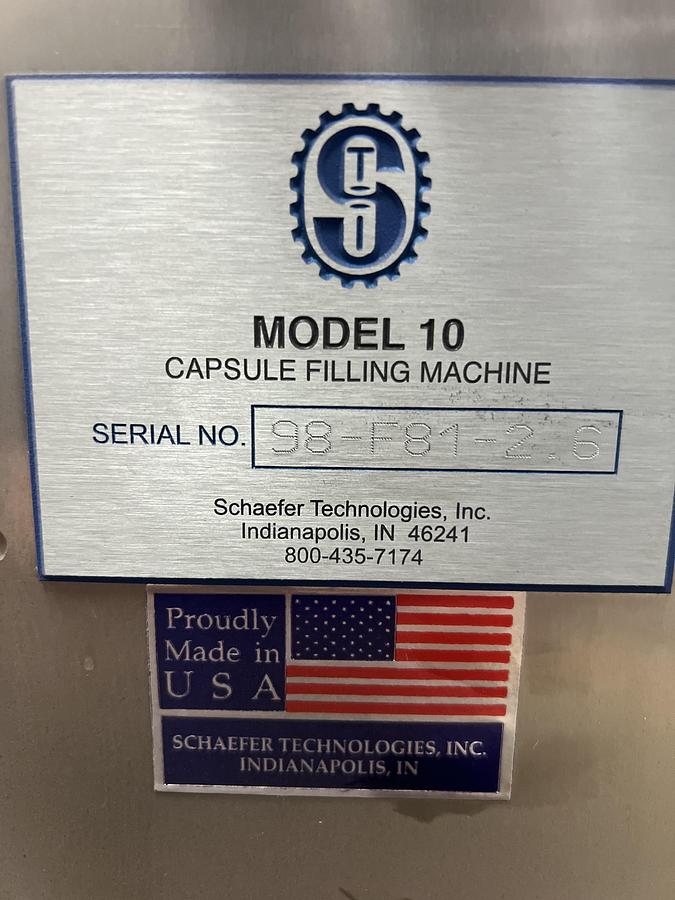 STI
MODEL 10
CAPSULE FILLING MACHINE
SERIAL NO. 98-F81-2.6
Schaefer Technologies, Inc.
Indianapolis, IN 46241
800-435-7174
Proudly
Made in
U S A
SCHAEFER TECHNOLOGIES, INC.
INDIANAPOLIS, IN